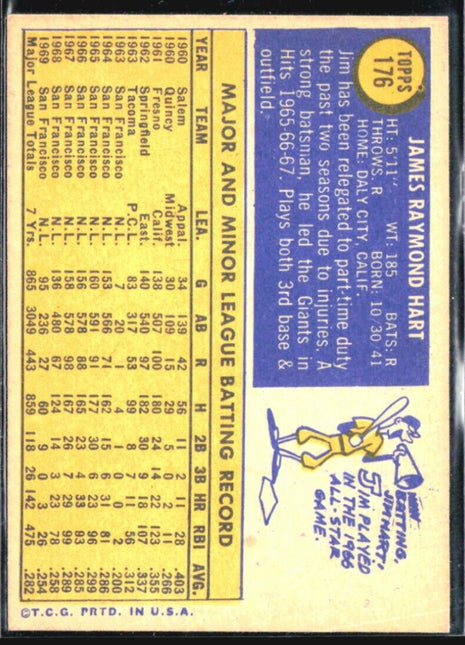 TOPPS
176
JAMES RAYMOND HART
HT: 5'11" WT: 185 BATS: R
THROWS: R BORN: 10 30 41
HOME: DALY CITY, CALIF.
Jim has been relegated to part-time duty
the past two seasons due to injuries. A
strong batsman, he led the Giants in
Hits 1965-66-67. Plays both 3rd base &
outfield.
BATTING,
JIM HART!
JIM PLAYED
IN THE 1966
ALL-STAR
GAME.
MAJOR AND MINOR LEAGUE BATTING RECORD
YEAR TEAM LEA. G AB R H 2B 3B HR RBI AVG.
1960 Salem Appal. 34 139 42 56 11 2 11 28 .403
1960 Quincy Midwest 30 109 15 29 5 0 11 .266
1961 Fresno Calif. 138 507 100 180 24 14 22 123 .355
1962 Springfield East. 140 540 97 182 30 9 18 107 .337
1963 Tacoma P.C.L. 83 317 53 99 8 7 11 56 .312
1963 San Francisco N.L. 7 20 1 4 1 0 0 2 .200
1964 San Francisco N.L. 153 566 71 162 15 6 31 81 .286
1965 San Francisco N.L. 160 591 91 177 30 6 23 96 .299
1966 San Francisco N.L. 156 578 88 165 23 4 33 93 .285
1967 San Francisco N.L. 158 578 98 167 26 7 29 99 .289
1968 San Francisco N.L. 136 480 67 124 14 3 23 78 .258
1969 San Francisco N.L. 95 236 27 60 9 0 3 26 .254
Major League Totals 7 Yrs. 865 3049 443 859 118 26 142 475 .282
©T.C.G. PRTD. IN U.S.A.